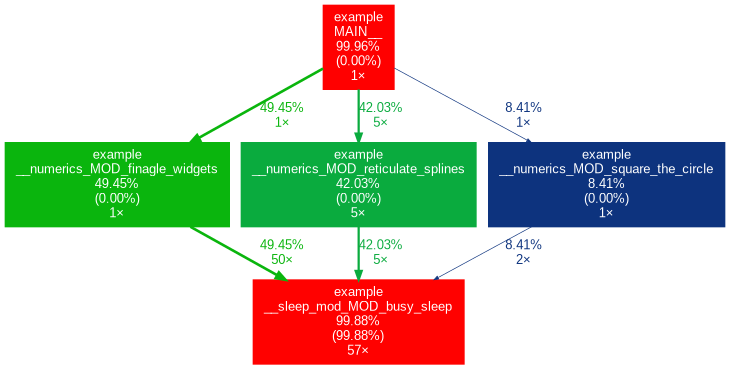 example
MAIN__
99.96%
(0.00%)
1×
49.45%
1×
42.03%
5×
8.41%
1×
example
__numerics_MOD_finagle_widgets
49.45%
(0.00%)
1×
example
__numerics_MOD_reticulate_splines
42.03%
(0.00%)
5×
example
__numerics_MOD_square_the_circle
8.41%
(0.00%)
1×
49.45%
50×
42.03%
5×
8.41%
2×
example
__sleep_mod_MOD_busy_sleep
99.88%
(99.88%)
57×